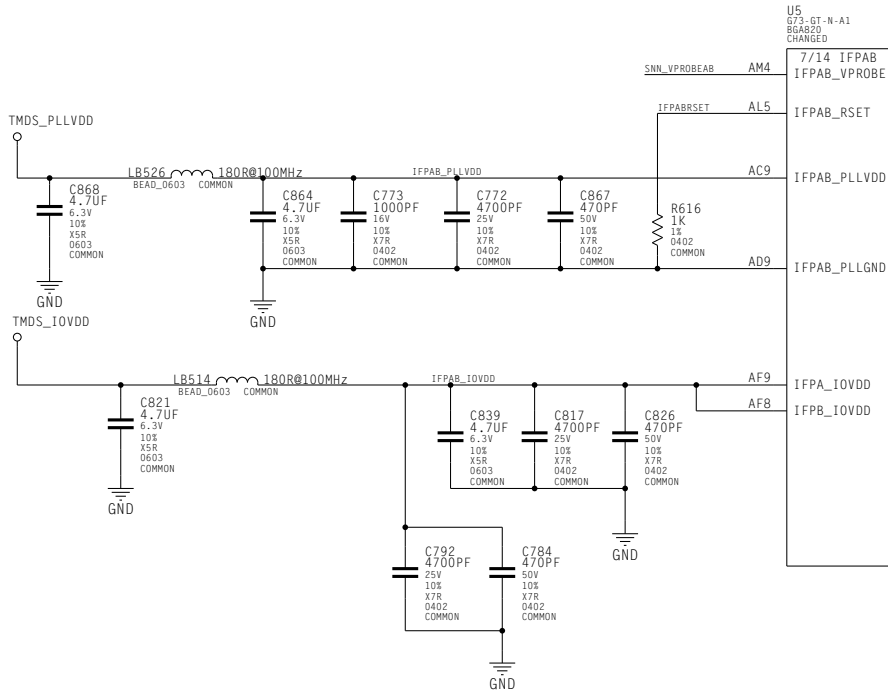 U5
G73-GT-N-A1
BGA820
CHANGED
7/14 IFPAB
SNN_VPROBEAB
AM4
IFPAB_VPROBE
IFPABRSET
AL5
IFPAB_RSET
TMDS_PLLVDD
LB526
180R@100MHz
BEAD_0603
COMMON
IFPAB_PLLVDD
AC9
IFPAB_PLLVDD
C868
4.7UF
6.3V
10%
X5R
0603
COMMON
GND
C864
4.7UF
6.3V
10%
X5R
0603
COMMON
C773
1000PF
16V
10%
X7R
0402
COMMON
C772
4700PF
25V
10%
X7R
0402
COMMON
C867
470PF
50V
10%
X7R
0402
COMMON
R616
1K
1%
0402
COMMON
AD9
IFPAB_PLLGND
GND
TMDS_IOVDD
LB514
180R@100MHz
BEAD_0603
COMMON
IFPAB_IOVDD
AF9
IFPA_IOVDD
AF8
IFPB_IOVDD
C821
4.7UF
6.3V
10%
X5R
0603
COMMON
GND
C839
4.7UF
6.3V
10%
X5R
0603
COMMON
C817
4700PF
25V
10%
X7R
0402
COMMON
C826
470PF
50V
10%
X7R
0402
COMMON
GND
C792
4700PF
25V
10%
X7R
0402
COMMON
C784
470PF
50V
10%
X7R
0402
COMMON
GND